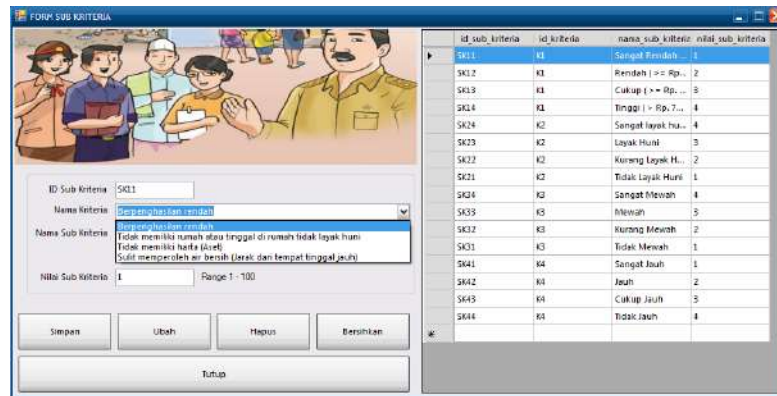 FORM SUB KRITERIA
id_sub_kriteria id_kriteria nama_sub_kriteria nilai_sub_kriteria
SK11 K1 Sangat Rendah ... 1
SK12 K1 Rendah ( >= Rp... 2
SK13 K1 Cukup ( >= Rp. ... 3
SK14 K1 Tinggi ( > Rp. 7... 4
SK24 K2 Sangat layak hu... 4
SK23 K2 Layak Huni 3
SK22 K2 Kurang Layak H... 2
SK21 K2 Tidak Layak Huni 1
SK34 K3 Sangat Mewah 4
SK33 K3 Mewah 3
SK32 K3 Kurang Mewah 2
SK31 K3 Tidak Mewah 1
SK41 K4 Sangat Jauh 1
SK42 K4 Jauh 2
SK43 K4 Cukup Jauh 3
SK44 K4 Tidak Jauh 4
ID Sub Kriteria SK11
Nama Kriteria Berpenghasilan rendah
Berpenghasilan rendah
Nama Sub Kriteria Tidak memiliki rumah atau tinggal di rumah tidak layak huni
Tidak memiliki harta (Aset)
Sulit memperoleh air bersih (Jarak dari tempat tinggal jauh)
Nilai Sub Kriteria 1 Range 1 - 100
Simpan Ubah Hapus Bersihkan
Tutup